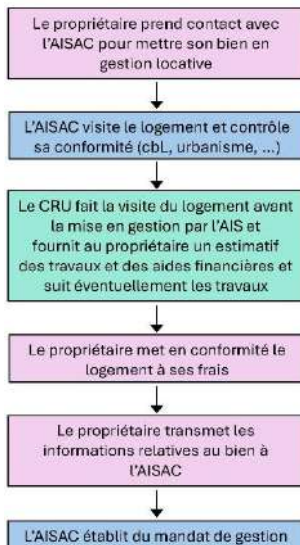 Le propriétaire prend contact avec
l'AISAC pour mettre son bien en
gestion locative
L'AISAC visite le logement et contrôle
sa conformité (cbL, urbanisme, ...)
Le CRU fait la visite du logement avant
la mise en gestion par l'AIS et
fournit au propriétaire un estimatif
des travaux et des aides financières et
suit éventuellement les travaux
Le propriétaire met en conformité le
logement à ses frais
Le propriétaire transmet les
informations relatives au bien à
l'AISAC
L'AISAC établit du mandat de gestion